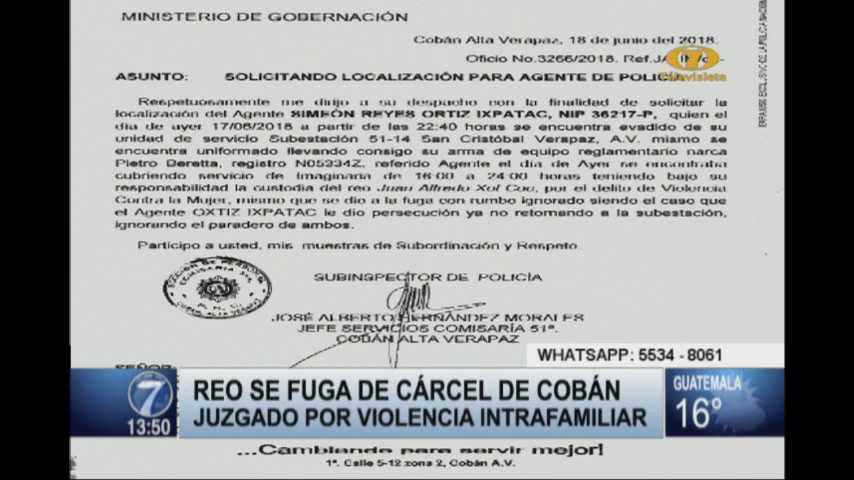 MINISTERIO DE GOBERNACIÓN
Cobán Alta Verapaz, 18 de junio del 2018.
Oficio No.3266/2018. Ref.JA
Televisiete
ASUNTO: SOLICITANDO LOCALIZACIÓN PARA AGENTE DE POLICÍA
Respetuosamente me dirijo a su despacho con la finalidad de solicitar la
localización del Agente SIMEÓN REYES ORTIZ IXPATAC, NIP 36217-P, quien el
día de ayer 17/06/2018 a partir de las 22:40 horas se encuentra evadido de su
unidad de servicio Subestación 51-14 San Cristóbal Verapaz, A.V. mismo se
encuentra uniformado llevando consigo su arma de equipo reglamentario narca
Pietro Beretta, registro N05334Z, referido Agente el día de Ayer se encontraba
cubriendo servicio de Imaginaria de 16:00 a 24:00 horas teniendo bajo su
responsabilidad la custodia del reo Juan Alfredo Xol Coc, por el delito de Violencia
Contra la Mujer, mismo que se dio a la fuga con rumbo ignorado siendo el caso que
el Agente OXTIZ IXPATAC le dio persecución ya no retomando a la subestación,
ignorando el paradero de ambos.
Participo a usted, mis muestras de Subordinación y Respeto.
SUBINSPECTOR DE POLICÍA
JOSÉ ALBERTO HERNÁNDEZ MORALES
JEFE SERVICIOS COMISARÍA 51ª.
COBÁN ALTA VERAPAZ
SEÑOR
WHATSAPP: 5534 - 8061
7
13:50
REO SE FUGA DE CÁRCEL DE COBÁN
JUZGADO POR VIOLENCIA INTRAFAMILIAR
GUATEMALA
16°
...Cambiando para servir mejor!
1ª. Calle 5-12 zona 2, Cobán A.V.